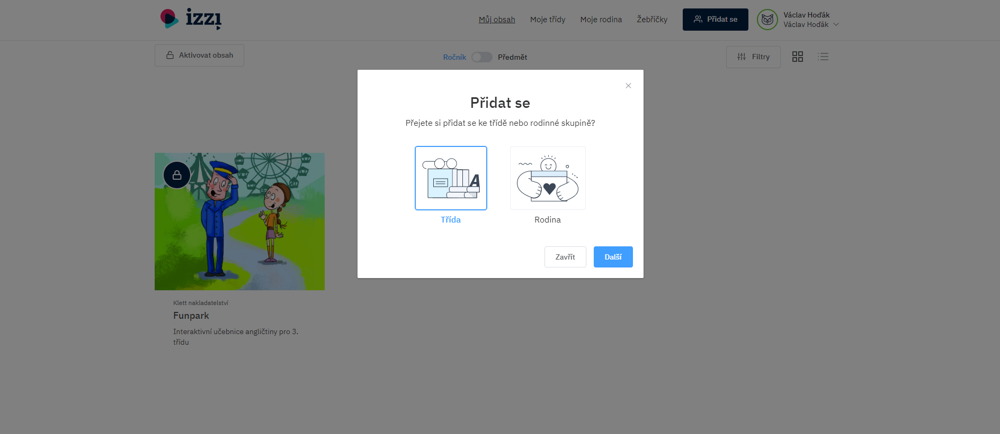 izzi
Můj obsah
Moje třídy
Moje rodina
Žebříčky
Přidat se
Václav Hoďák
Václav Hoďák
Aktivovat obsah
Ročník
Předmět
Filtry
Přidat se
Přejete si přidat se ke třídě nebo rodinné skupině?
A
Třída
Rodina
Zavřít
Další
Klett nakladatelství
Funpark
Interaktivní učebnice angličtiny pro 3.
třídu